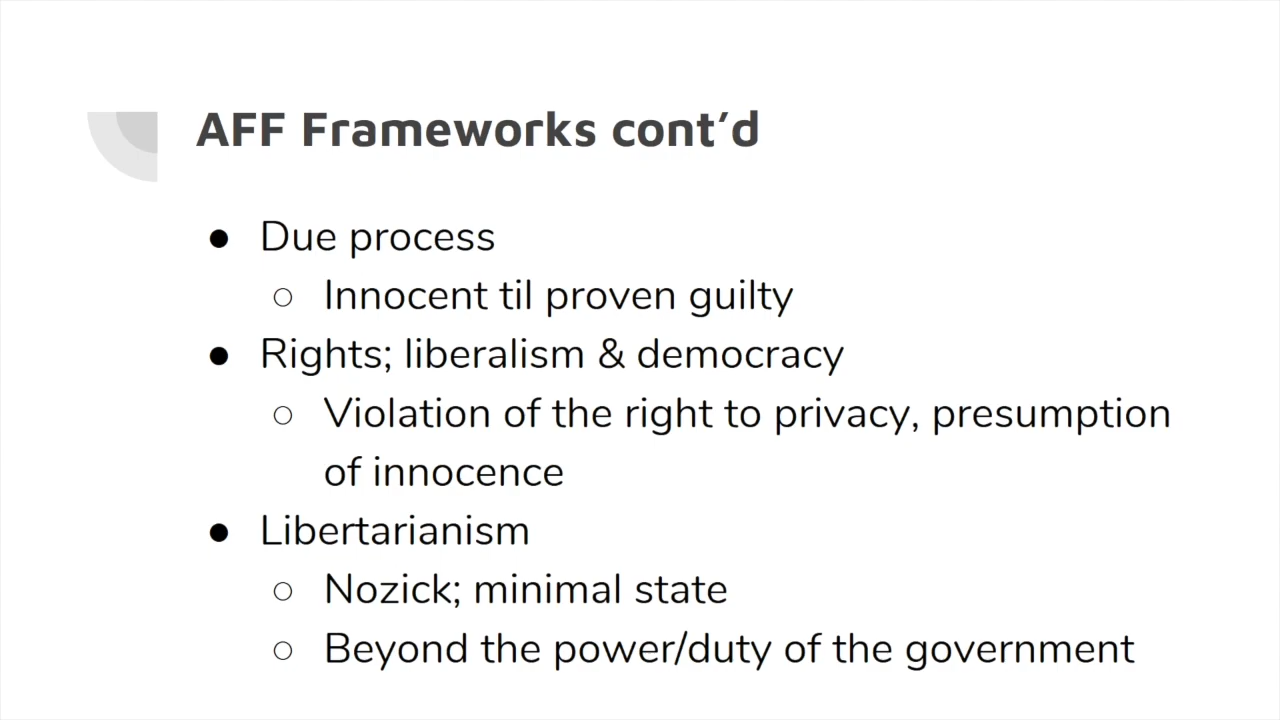 AFF Frameworks cont’d
● Due process
○ Innocent til proven guilty
● Rights; liberalism & democracy
○ Violation of the right to privacy, presumption
of innocence
● Libertarianism
○ Nozick; minimal state
○ Beyond the power/duty of the government